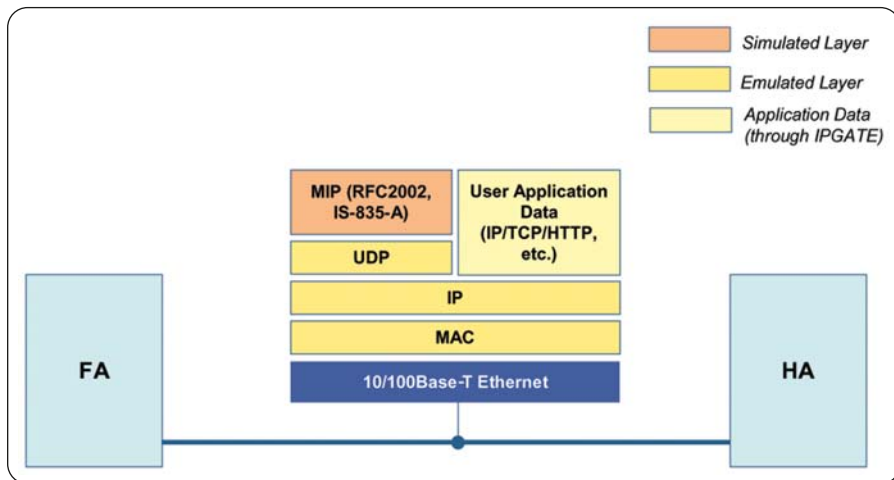 Simulated Layer
Emulated Layer
Application Data
(through IPGATE)
MIP (RFC2002,
IS-835-A)
User Application
Data
(IP/TCP/HTTP,
etc.)
UDP
IP
MAC
10/100Base-T Ethernet
FA
HA